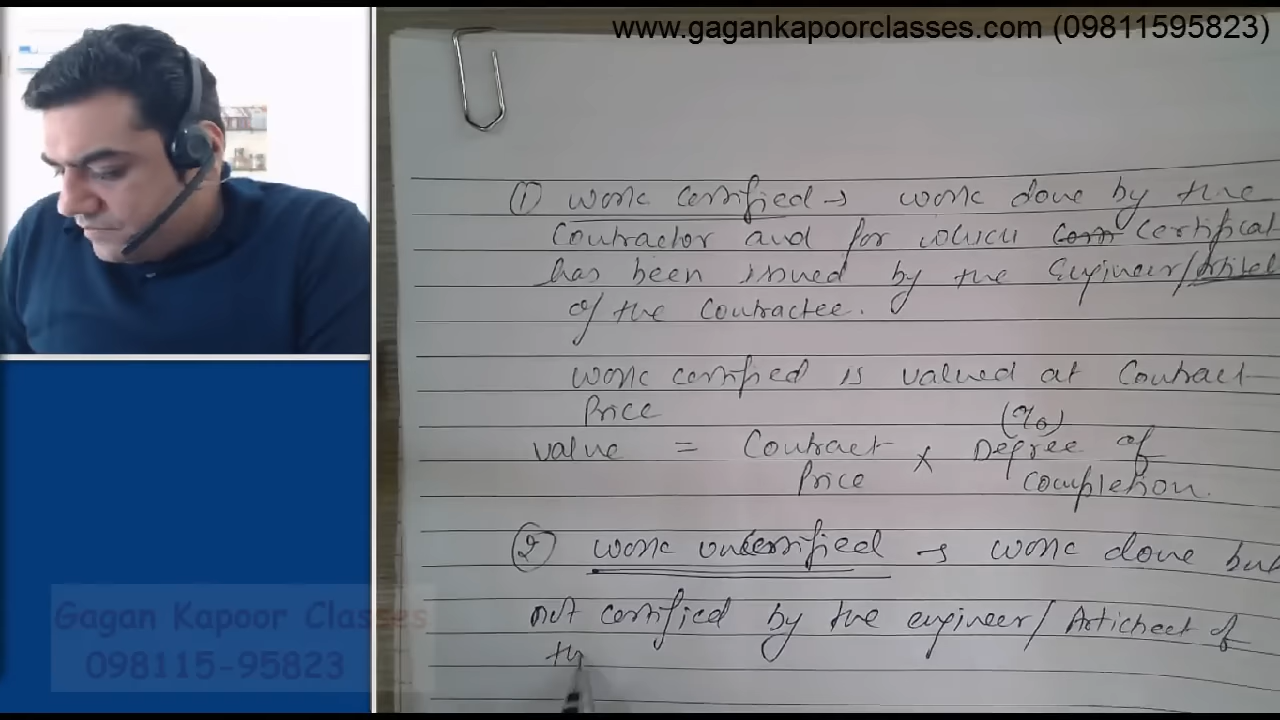 www.gagankapoorclasses.com (09811595823)
① Work certified → Work done by the
Contractor and for which certificat
has been issued by the Engineer/
of the Contractee.
Work certified is valued at Contract
Price
(%)
Value = Contract Price × Degree of completion.
② Work uncertified → Work done but
not certified by the engineer/ Articheet of
th
Gagan Kapoor Classes
098115-95823